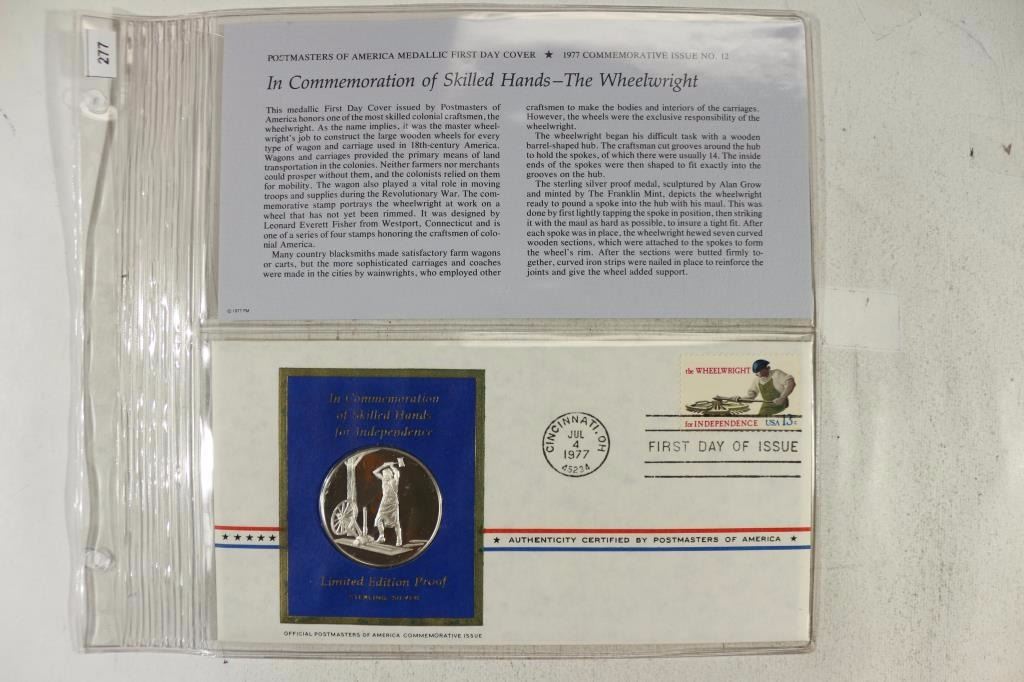 277
POSTMASTERS OF AMERICA MEDALLIC FIRST DAY COVER ★ 1977 COMMEMORATIVE ISSUE NO. 12
In Commemoration of Skilled Hands—The Wheelwright
This medallic First Day Cover issued by Postmasters of
America honors one of the most skilled colonial craftsmen, the
wheelwright. As the name implies, it was the master wheel-
wright's job to construct the large wooden wheels for every
type of wagon and carriage used in 18th-century America.
Wagons and carriages provided the primary means of land
transportation in the colonies. Neither farmers nor merchants
could prosper without them, and the colonists relied on them
for mobility. The wagon also played a vital role in moving
troops and supplies during the Revolutionary War. The com-
memorative stamp portrays the wheelwright at work on a
wheel that has not yet been rimmed. It was designed by
Leonard Everett Fisher from Westport, Connecticut and is
one of a series of four stamps honoring the craftsmen of colo-
nial America.
Many country blacksmiths made satisfactory farm wagons
or carts, but the more sophisticated carriages and coaches
were made in the cities by wainwrights, who employed other
craftsmen to make the bodies and interiors of the carriages.
However, the wheels were the exclusive responsibility of the
wheelwright.
The wheelwright began his difficult task with a wooden
barrel-shaped hub. The craftsman cut grooves around the hub
to hold the spokes, of which there were usually 14. The inside
ends of the spokes were then shaped to fit exactly into the
grooves on the hub.
The sterling silver proof medal, sculptured by Alan Grow
and minted by The Franklin Mint, depicts the wheelwright
ready to pound a spoke into the hub with his maul. This was
done by first lightly tapping the spoke in position, then striking
it with the maul as hard as possible, to insure a tight fit. After
each spoke was in place, the wheelwright hewed seven curved
wooden sections, which were attached to the spokes to form
the wheel's rim. After the sections were butted firmly to-
gether, curved iron strips were nailed in place to reinforce the
joints and give the wheel added support.
© 1977 PM
In Commemoration
of Skilled Hands
for Independence
Limited Edition Proof
STERLING SILVER
OFFICIAL POSTMASTERS OF AMERICA COMMEMORATIVE ISSUE
CINCINNATI, OH
JUL
4
1977
45234
the WHEELWRIGHT
for INDEPENDENCE USA 13c
FIRST DAY OF ISSUE
★ AUTHENTICITY CERTIFIED BY POSTMASTERS OF AMERICA ★